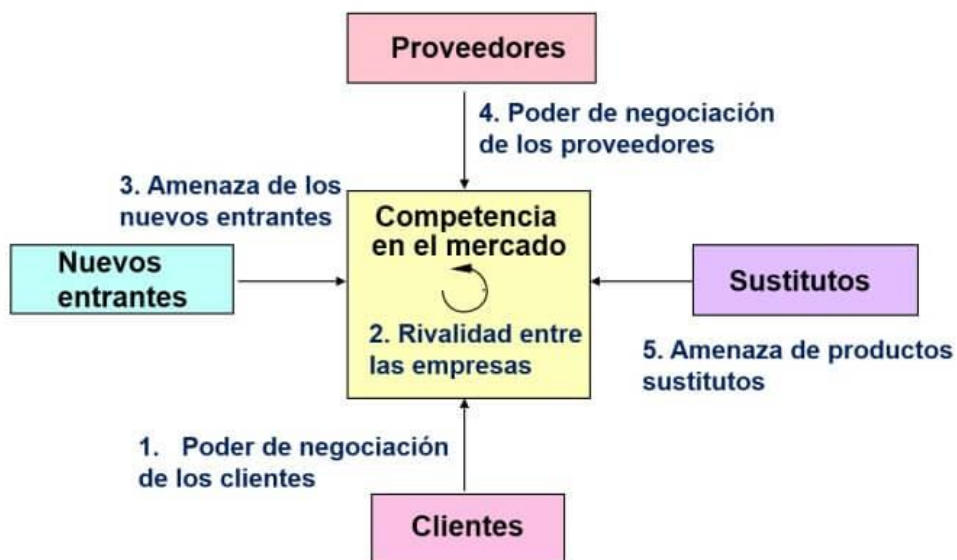 Proveedores
4. Poder de negociación
de los proveedores
3. Amenaza de los
nuevos entrantes
Competencia
en el mercado
Nuevos
entrantes
Sustitutos
2. Rivalidad entre
las empresas
5. Amenaza de productos
sustitutos
1. Poder de negociación
de los clientes
Clientes